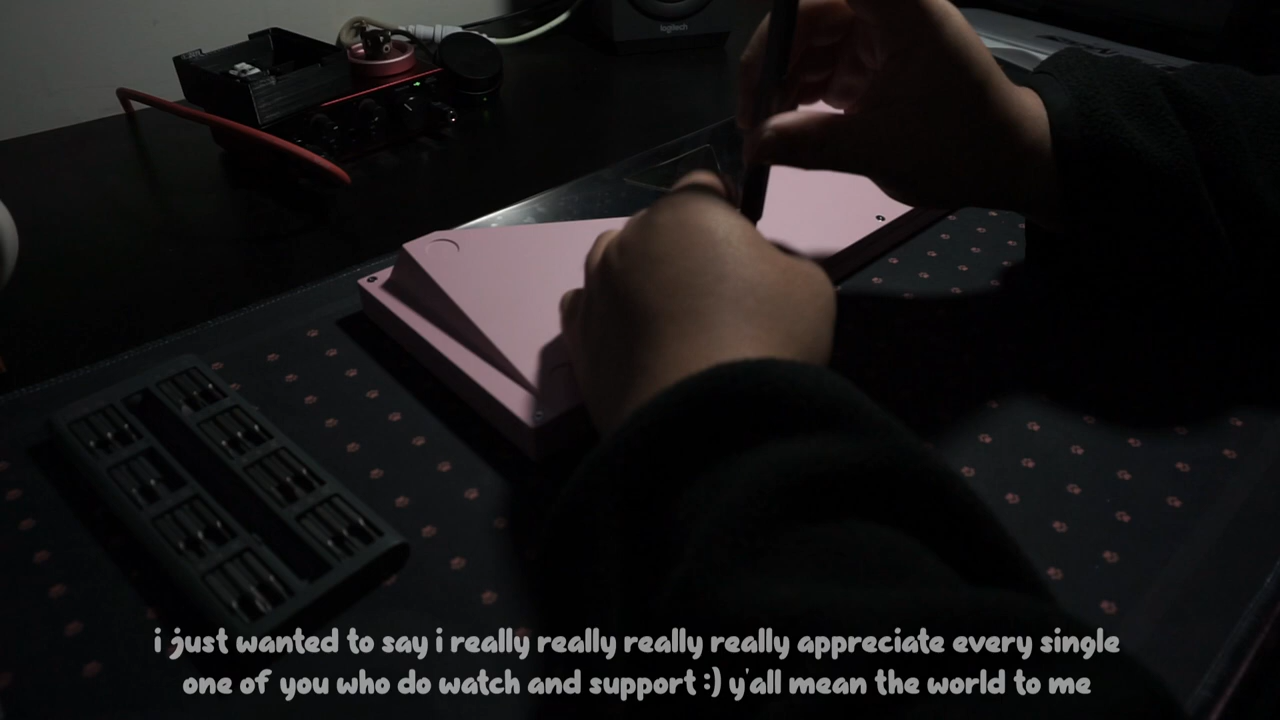 logitech
i just wanted to say i really really really really appreciate every single
one of you who do watch and support :) y'all mean the world to me